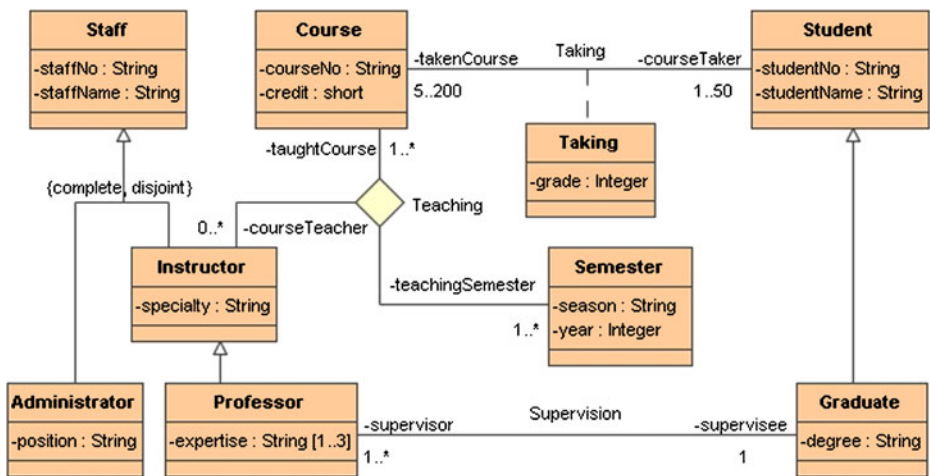 Staff
-staffNo : String
-staffName : String
Course
-courseNo : String
-credit : short
-takenCourse
5..200
Taking
-courseTaker
1..50
Student
-studentNo : String
-studentName : String
Taking
-grade : Integer
-taughtCourse 1..*
{complete, disjoint}
Teaching
0..* -courseTeacher
Instructor
-specialty : String
-teachingSemester
1..*
Semester
-season : String
-year : Integer
Administrator
-position : String
Professor
-expertise : String [1..3]
-supervisor
1..*
Supervision
-supervisee
1
Graduate
-degree : String